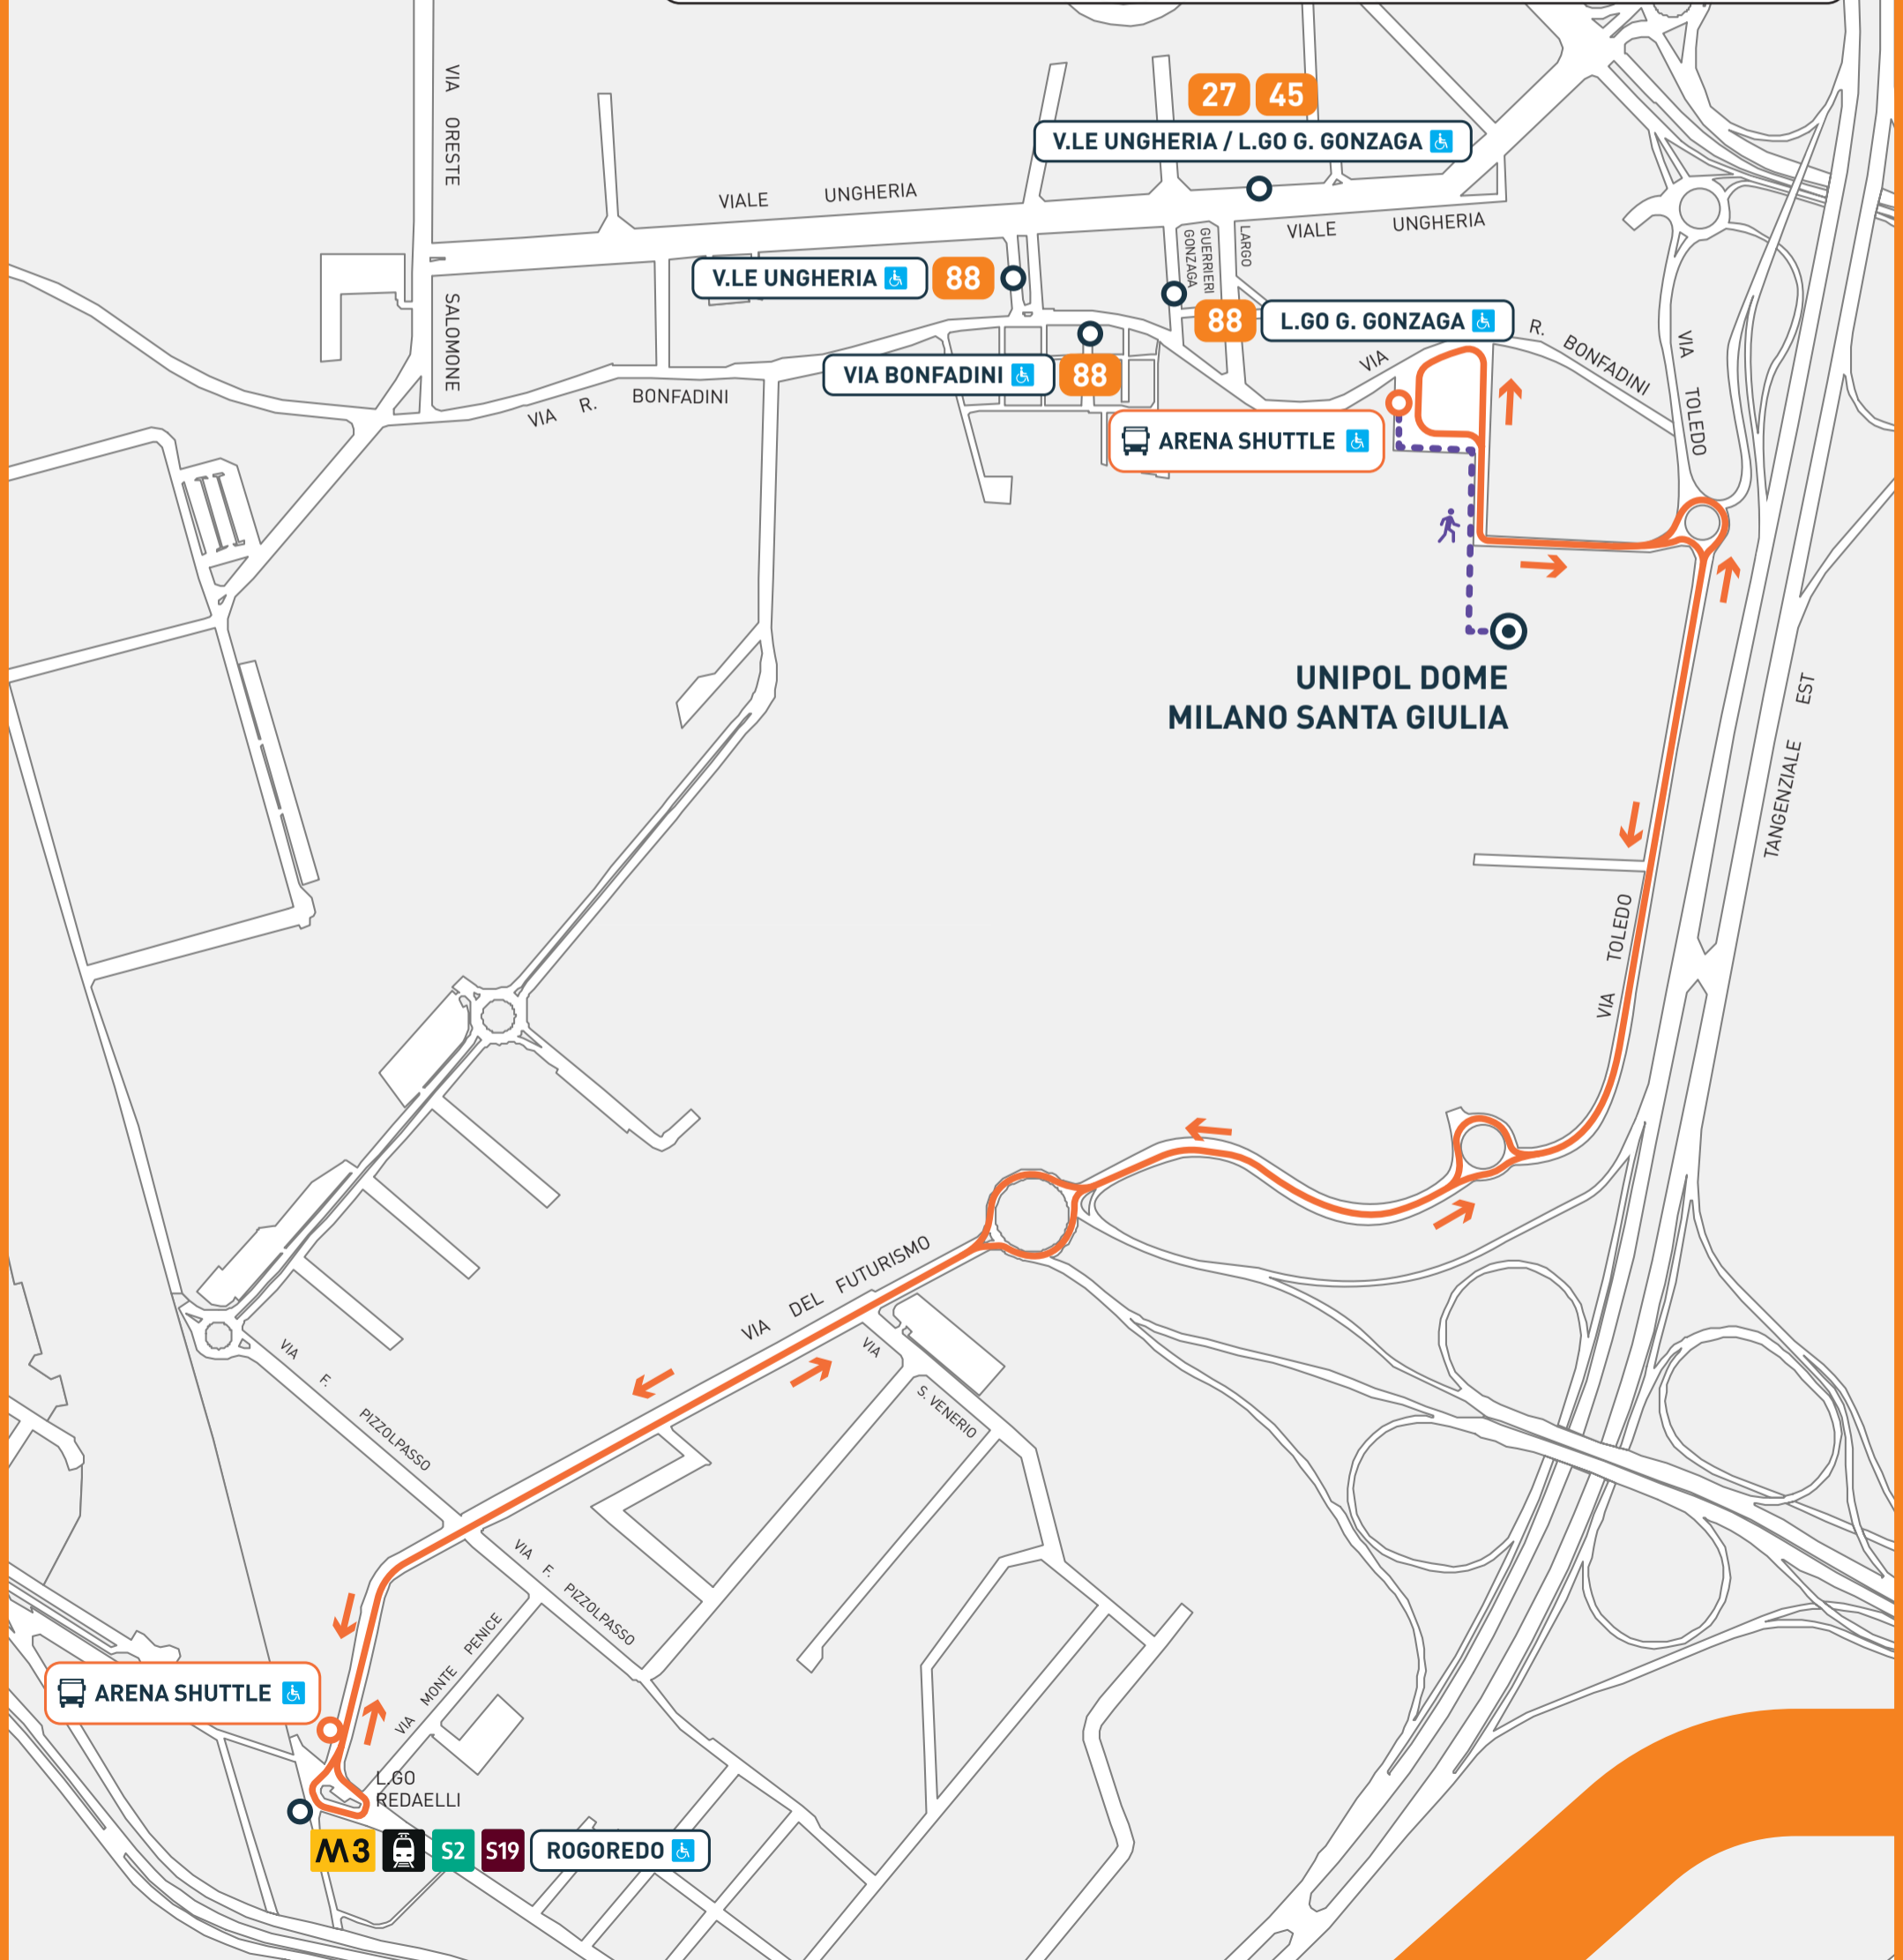 VIA ORESTE
SALOMONE
27 45
V.LE UNGHERIA / L.GO G. GONZAGA
VIALE UNGHERIA
VIALE UNGHERIA
LARGO
GUERRIERI
GONZAGA
V.LE UNGHERIA 88
88 L.GO G. GONZAGA
VIA BONFADINI 88
VIA R. BONFADINI
VIA R. BONFADINI
VIA TOLEDO
ARENA SHUTTLE
UNIPOL DOME
MILANO SANTA GIULIA
TANGENZIALE EST
VIA TOLEDO
VIA DEL FUTURISMO
VIA S. VENERIO
VIA F. PIZZOLPASSO
VIA F. PIZZOLPASSO
VIA MONTE PENICE
ARENA SHUTTLE
L.GO
REDAELLI
M3 S2 S19 ROGOREDO